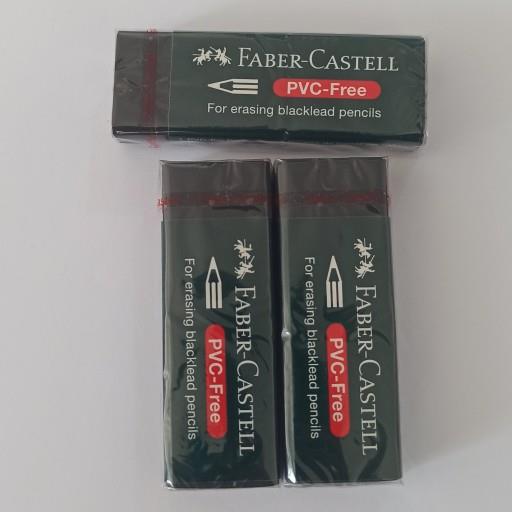 FABER-CASTELL
PVC-Free
For erasing blacklead pencils
FABER-CASTELL
PVC-Free
For erasing blacklead pencils
FABER-CASTELL
PVC-Free
For erasing blacklead pencils